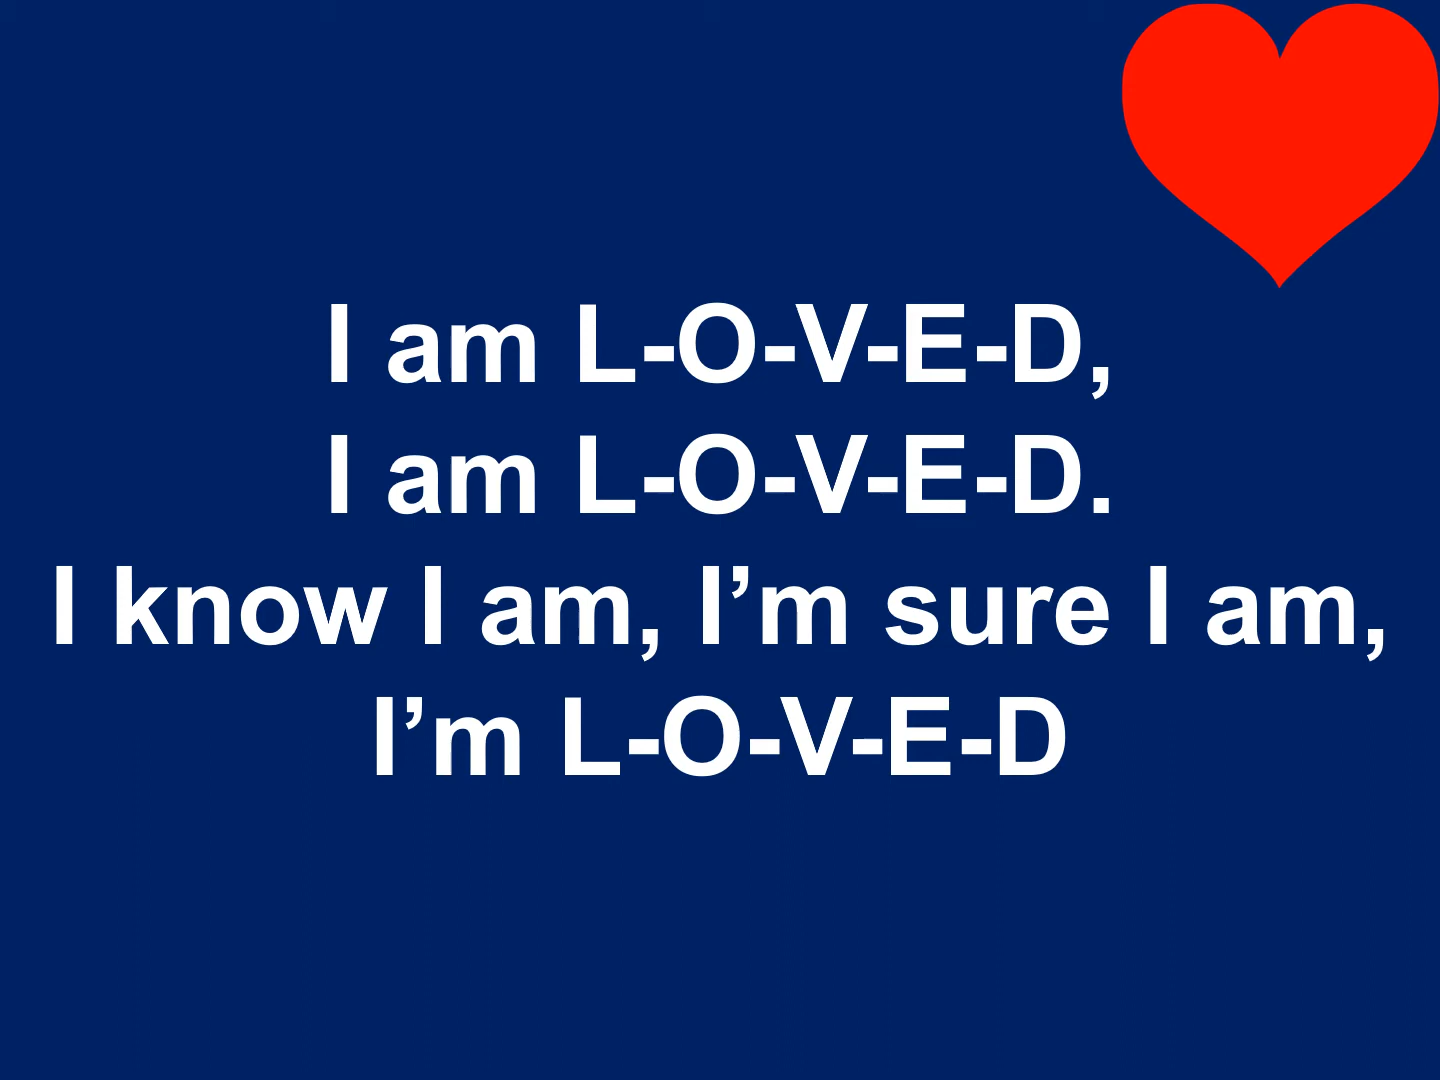 I am L-O-V-E-D,
I am L-O-V-E-D.
I know I am, I’m sure I am,
I’m L-O-V-E-D